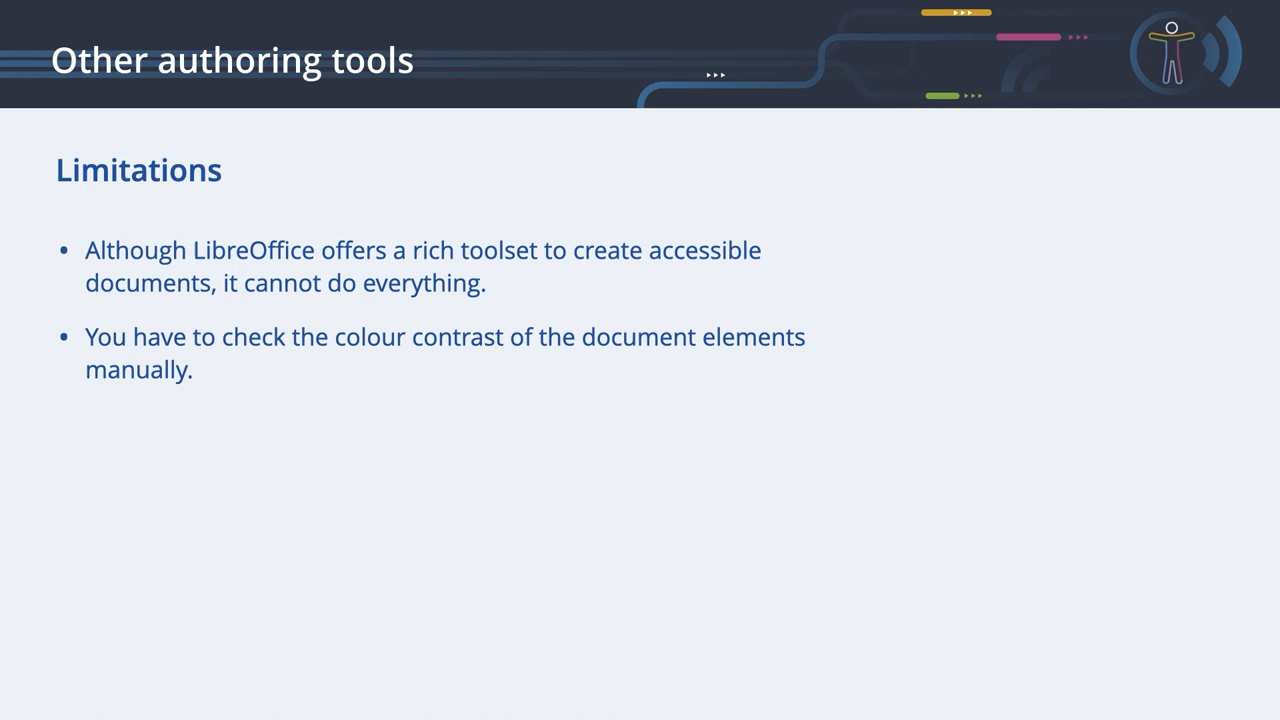 Other authoring tools
Limitations
• Although LibreOffice offers a rich toolset to create accessible
documents, it cannot do everything.
• You have to check the colour contrast of the document elements
manually.